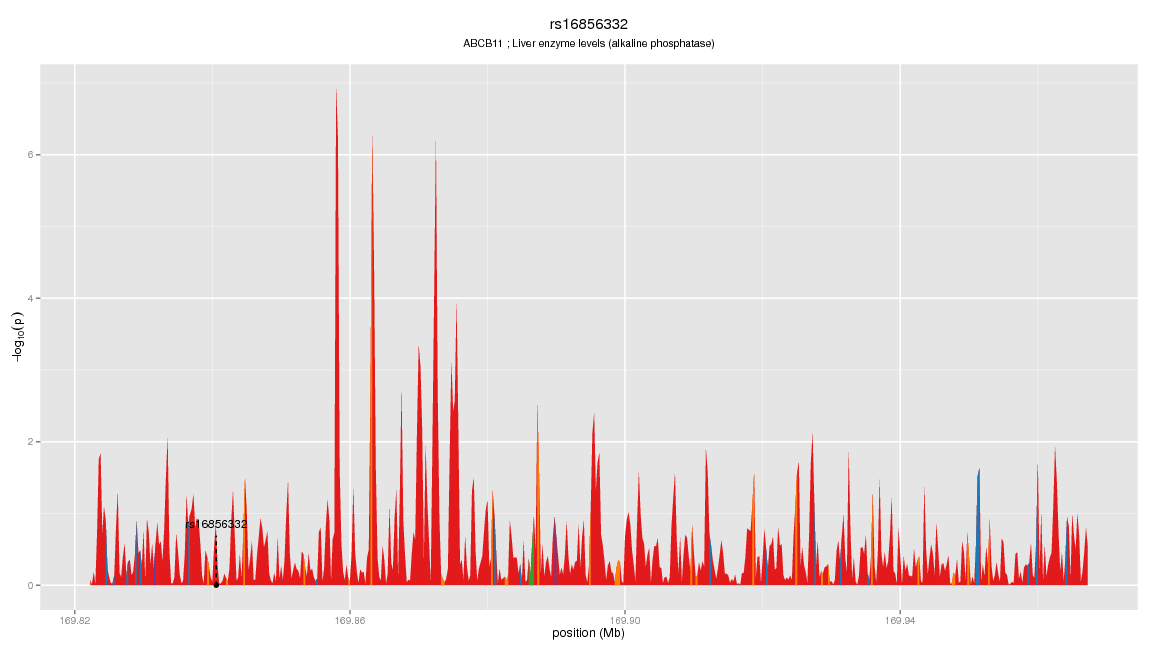 rs16856332
ABCB11 ; Liver enzyme levels (alkaline phosphatase)
6
4
2
0
−log10(p)
rs16856332
169.82
169.86
169.90
169.94
position (Mb)